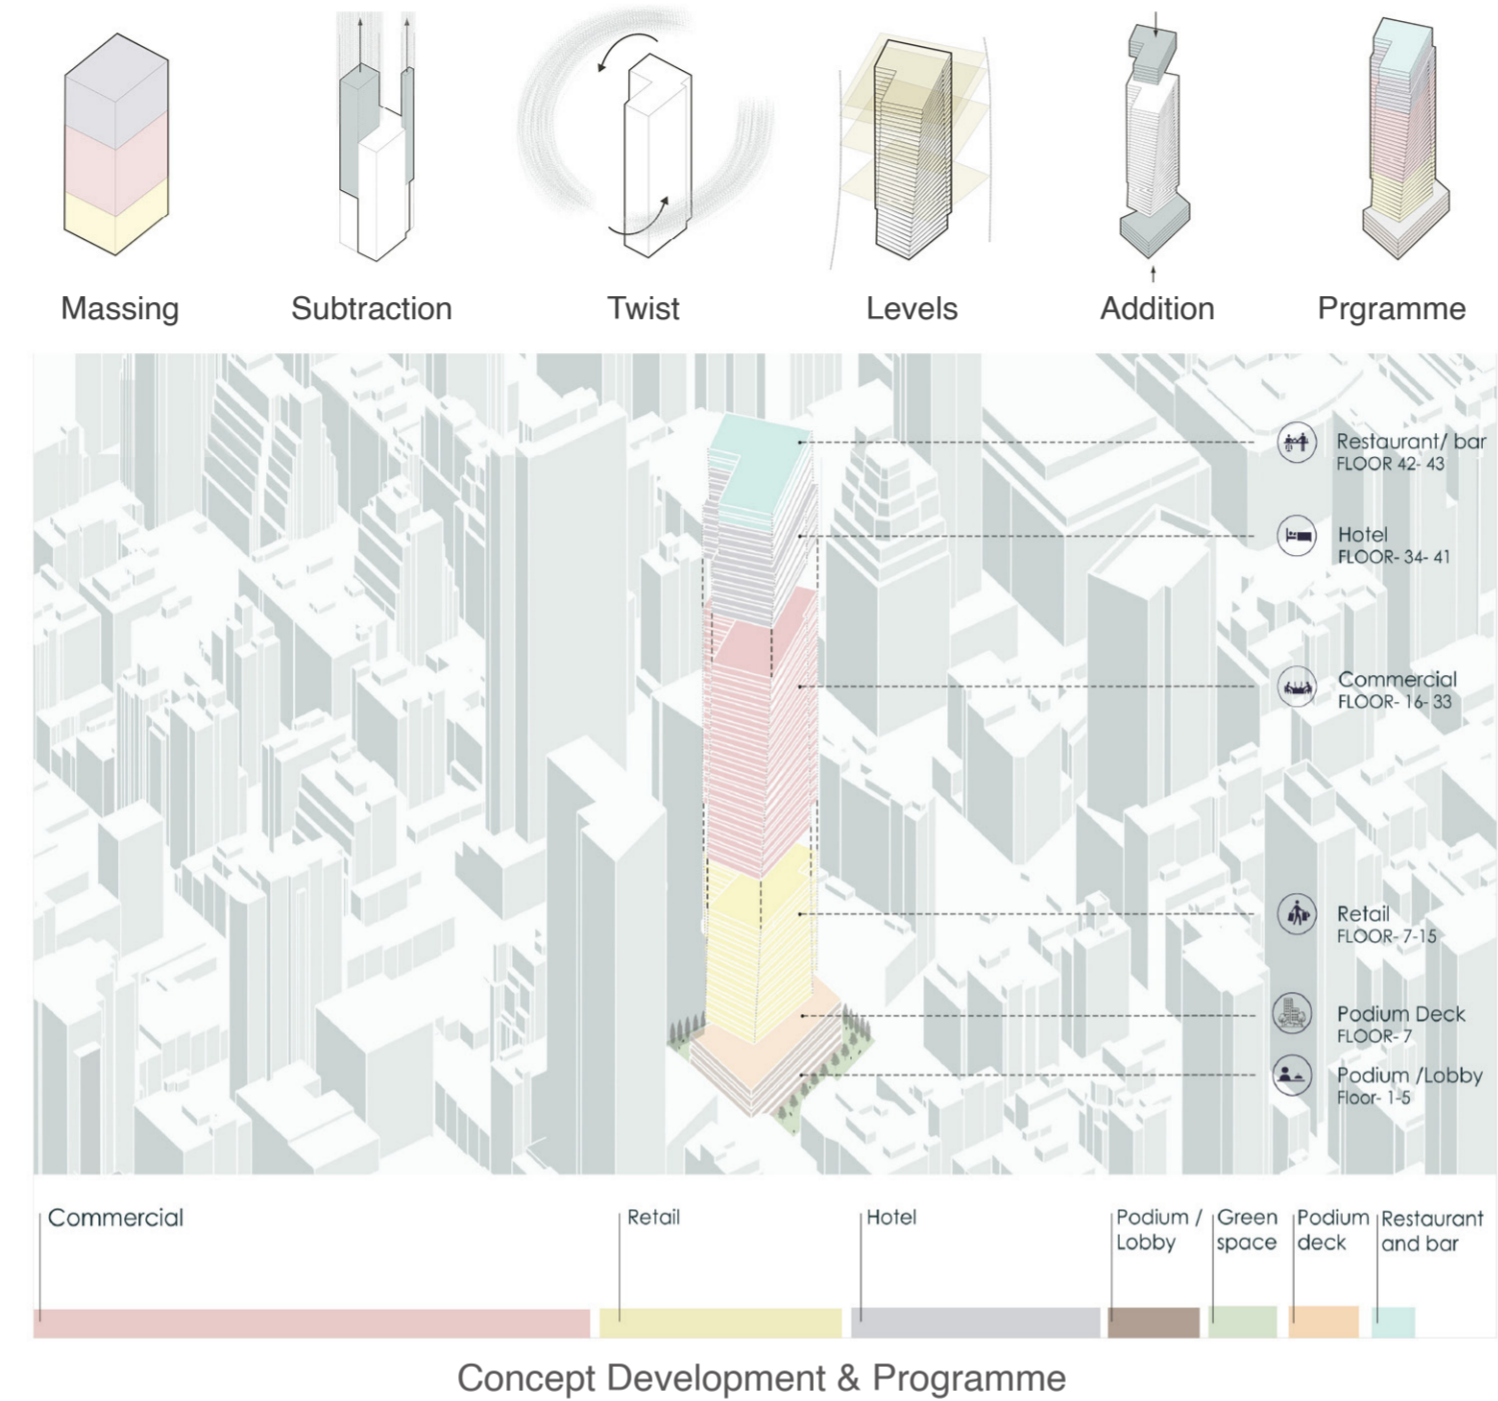 Massing
Subtraction
Twist
Levels
Addition
Prgramme
Restaurant/ bar
FLOOR 42- 43
Hotel
FLOOR- 34- 41
Commercial
FLOOR- 16- 33
Retail
FLOOR- 7-15
Podium Deck
FLOOR- 7
Podium /Lobby
Floor- 1-5
Commercial
Retail
Hotel
Podium /
Lobby
Green
space
Podium
deck
Restaurant
and bar
Concept Development & Programme